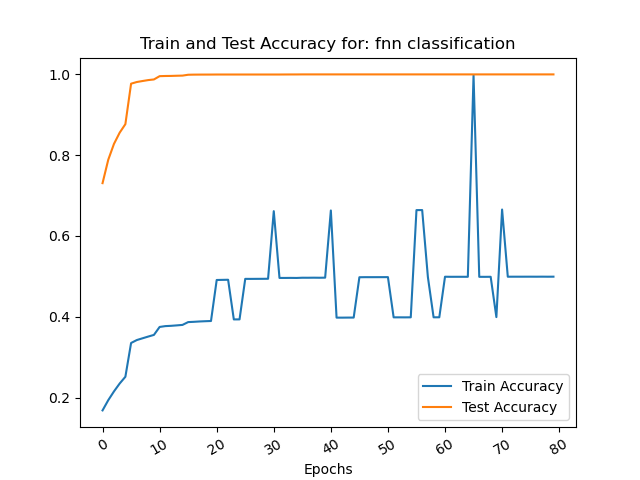 Train and Test Accuracy for: fnn classification
1.0
0.8
0.6
0.4
0.2
Train Accuracy
Test Accuracy
0 10 20 30 40 50 60 70 80
Epochs